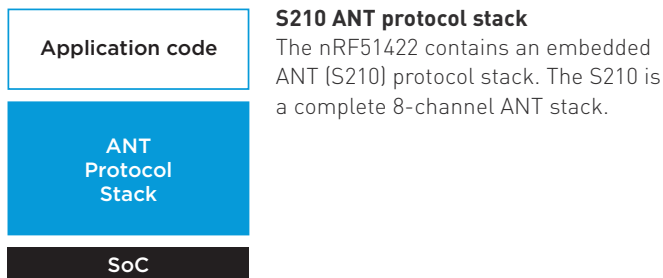 S210 ANT protocol stack
Application code
The nRF51422 contains an embedded
ANT (S210) protocol stack. The S210 is
a complete 8-channel ANT stack.
ANT
Protocol
Stack
SoC